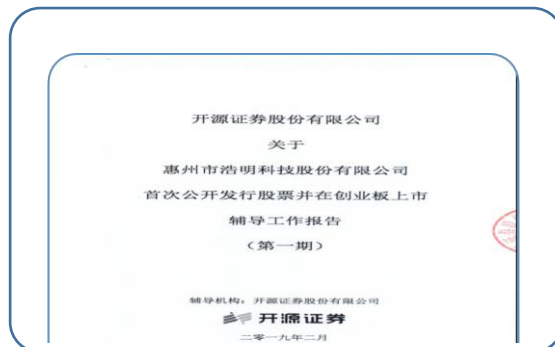 开源证券股份有限公司
关于
惠州市浩明科技股份有限公司
首次公开发行股票并在创业板上市
辅导工作报告
（第一期）
辅导机构：开源证券股份有限公司
开源证券
二零一九年二月